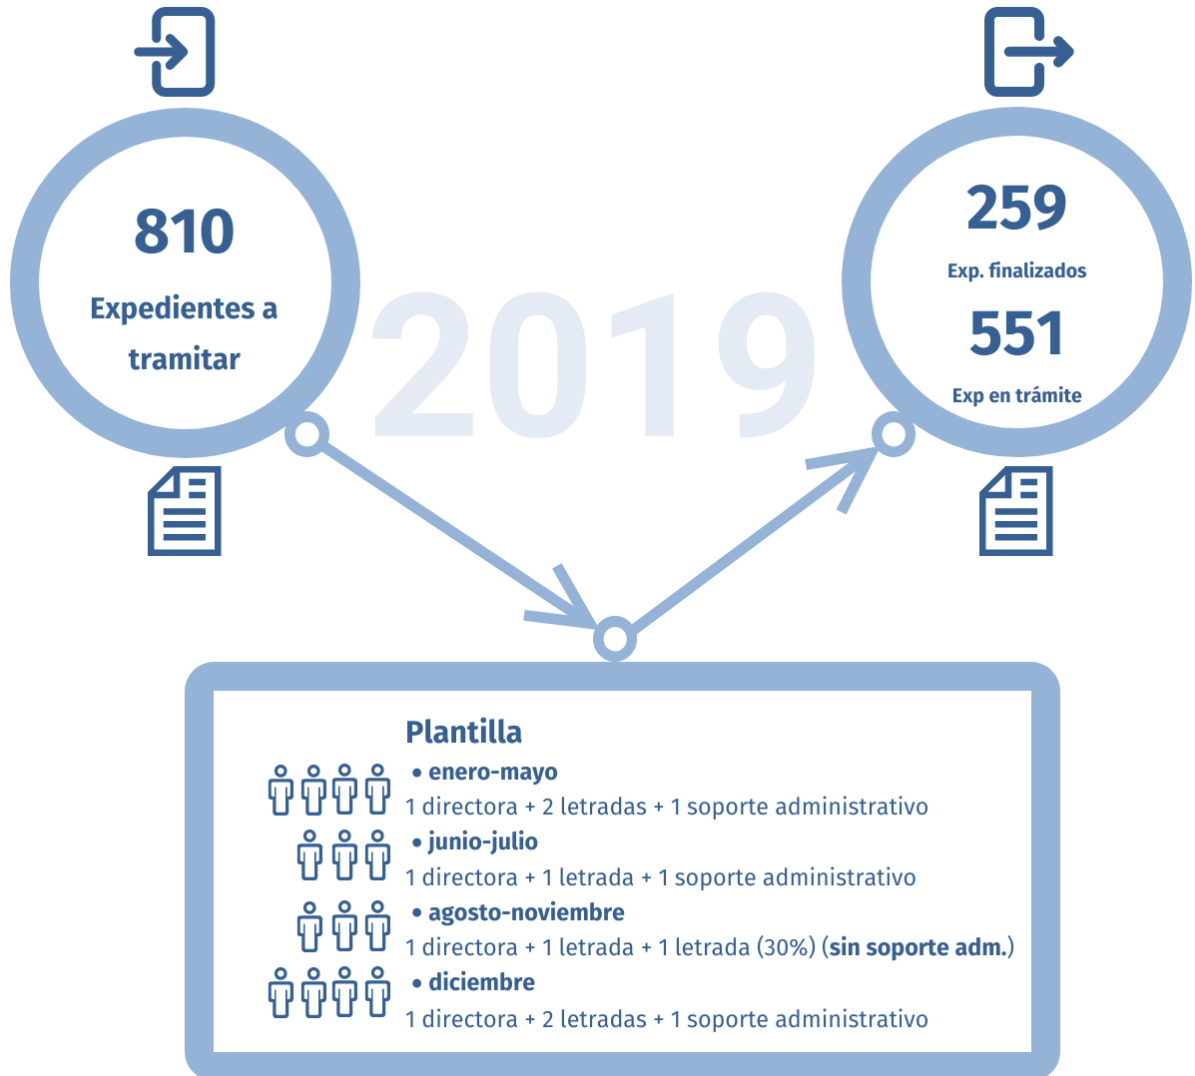 810
Expedientes a
tramitar
2019
259
Exp. finalizados
551
Exp en trámite
Plantilla
• enero-mayo
1 directora + 2 letradas + 1 soporte administrativo
• junio-julio
1 directora + 1 letrada + 1 soporte administrativo
• agosto-noviembre
1 directora + 1 letrada + 1 letrada (30%) (sin soporte adm.)
• diciembre
1 directora + 2 letradas + 1 soporte administrativo